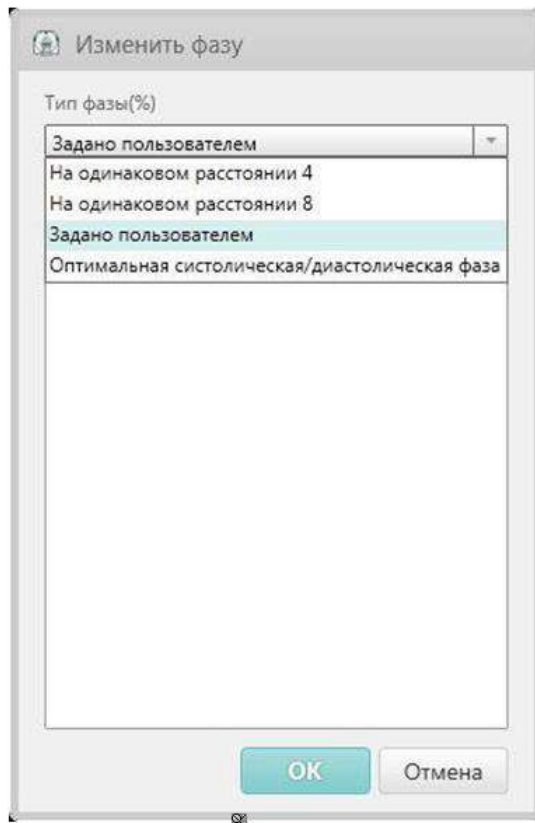 Изменить фазу
Тип фазы(%)
Задано пользователем
На одинаковом расстоянии 4
На одинаковом расстоянии 8
Задано пользователем
Оптимальная систолическая/диастолическая фаза
OK
Отмена